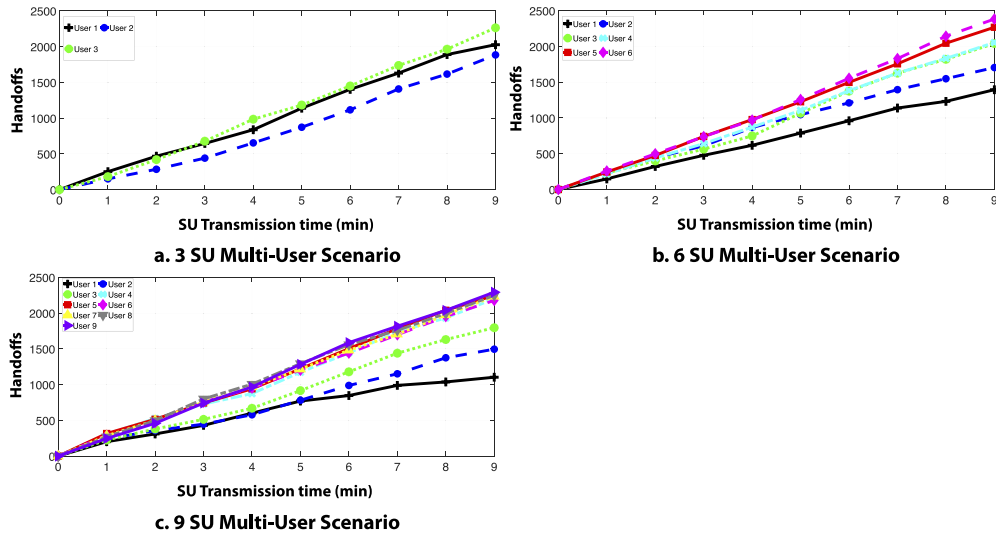 2500
2000
1500
1000
500
0
Handoffs
User 1 User 2
User 3
0 1 2 3 4 5 6 7 8 9
SU Transmission time (min)
a. 3 SU Multi-User Scenario
2500
2000
1500
1000
500
0
Handoffs
User 1 User 2
User 3 User 4
User 5 User 6
0 1 2 3 4 5 6 7 8 9
SU Transmission time (min)
b. 6 SU Multi-User Scenario
2500
2000
1500
1000
500
0
Handoffs
User 1 User 2
User 3 User 4
User 5 User 6
User 7 User 8
User 9
0 1 2 3 4 5 6 7 8 9
SU Transmission time (min)
c. 9 SU Multi-User Scenario